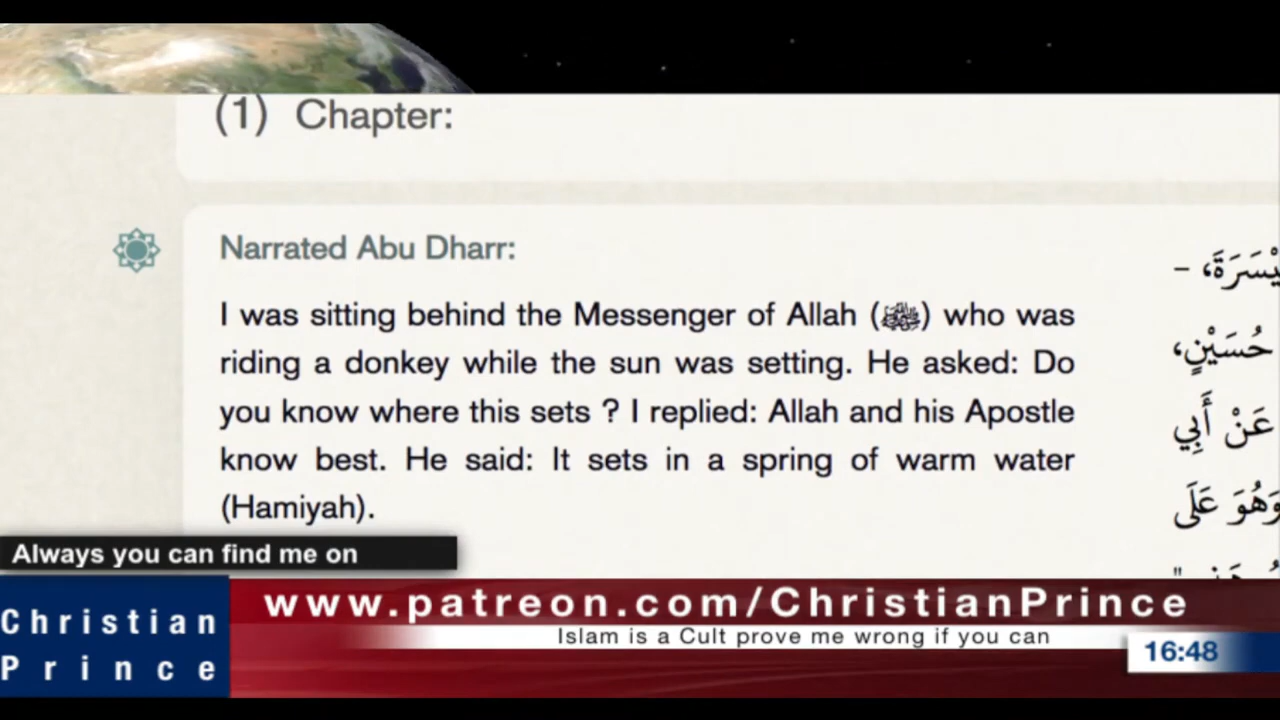 (1) Chapter:
Narrated Abu Dharr:
I was sitting behind the Messenger of Allah (ﷺ) who was
riding a donkey while the sun was setting. He asked: Do
you know where this sets ? I replied: Allah and his Apostle
know best. He said: It sets in a spring of warm water
(Hamiyah).
حُسَيْنٍ،
عَنْ أَبِي
وَهُوَ عَلَى
Always you can find me on
Christian
Prince
www.patreon.com/ChristianPrince
Islam is a Cult prove me wrong if you can
16:48